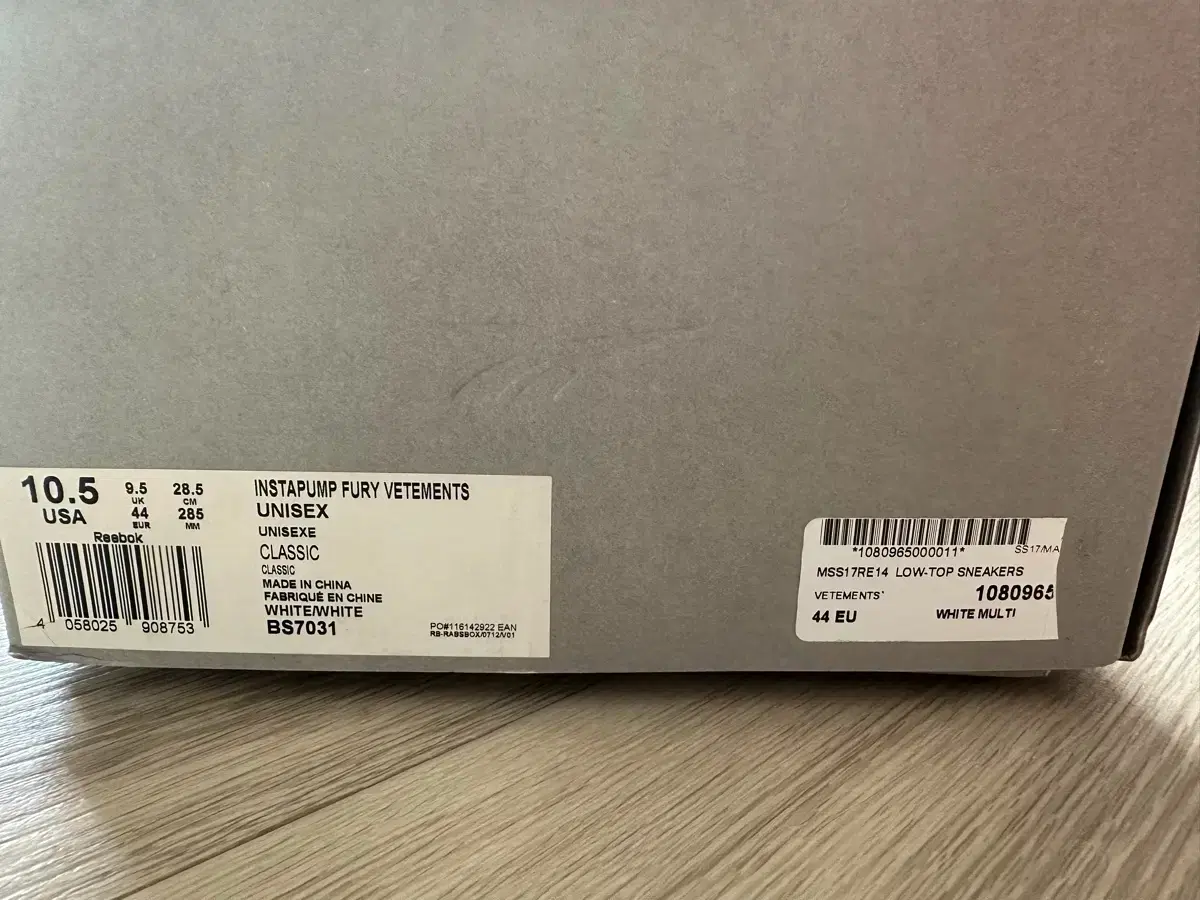 10.5
USA
9.5
UK
44
EUR
28.5
CM
285
MM
Reebok
4 058025 908753
INSTAPUMP FURY VETEMENTS
UNISEX
UNISEXE
CLASSIC
CLASSIC
MADE IN CHINA
FABRIQUÉ EN CHINE
WHITE/WHITE
BS7031
PO#116142922 EAN
RB-RABSBOX/0712/V01
*1080965000011*
SS17/MA
MSS17RE14 LOW-TOP SNEAKERS
VETEMENTS' 1080965
44 EU WHITE MULTI